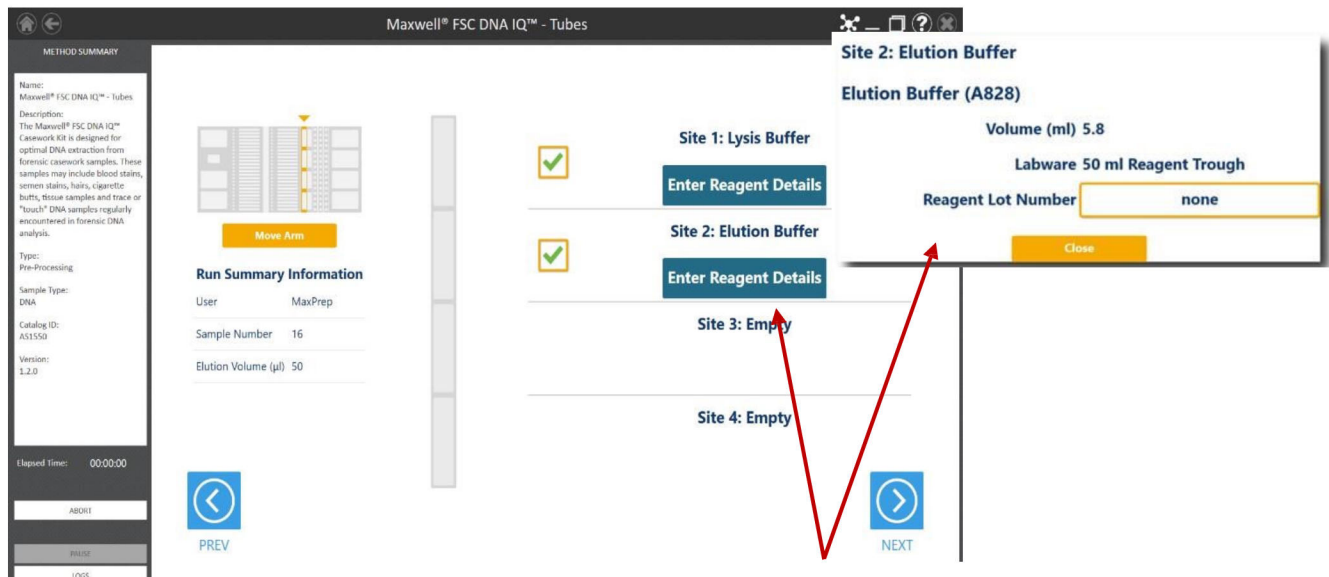 Maxwell® FSC DNA IQ™ - Tubes
METHOD SUMMARY
Name:
Maxwell® FSC DNA IQ™ - Tubes
Description:
The Maxwell® FSC DNA IQ™
Casework Kit is designed for
optimal DNA extraction from
forensic casework samples. These
samples may include blood stains,
semen stains, hairs, cigarette
butts, tissue samples and trace or
"touch" DNA samples regularly
encountered in forensic DNA
analysis.
Type:
Pre-Processing
Sample Type:
DNA
Catalog ID:
AS1550
Version:
1.2.0
Elapsed Time: 00:00:00
ABORT
PAUSE
LOGS
Move Arm
Run Summary Information
User MaxPrep
Sample Number 16
Elution Volume (µl) 50
PREV
Site 1: Lysis Buffer
Enter Reagent Details
Site 2: Elution Buffer
Enter Reagent Details
Site 3: Empty
Site 4: Empty
NEXT
Site 2: Elution Buffer
Elution Buffer (A828)
Volume (ml) 5.8
Labware 50 ml Reagent Trough
Reagent Lot Number none
Close